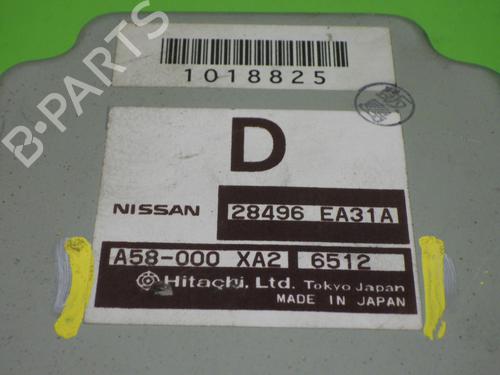 1018825
D
NISSAN 28496 EA31A
A58-000 XA2 6512
Hitachi, Ltd. Tokyo Japan
MADE IN JAPAN
B-PARTS